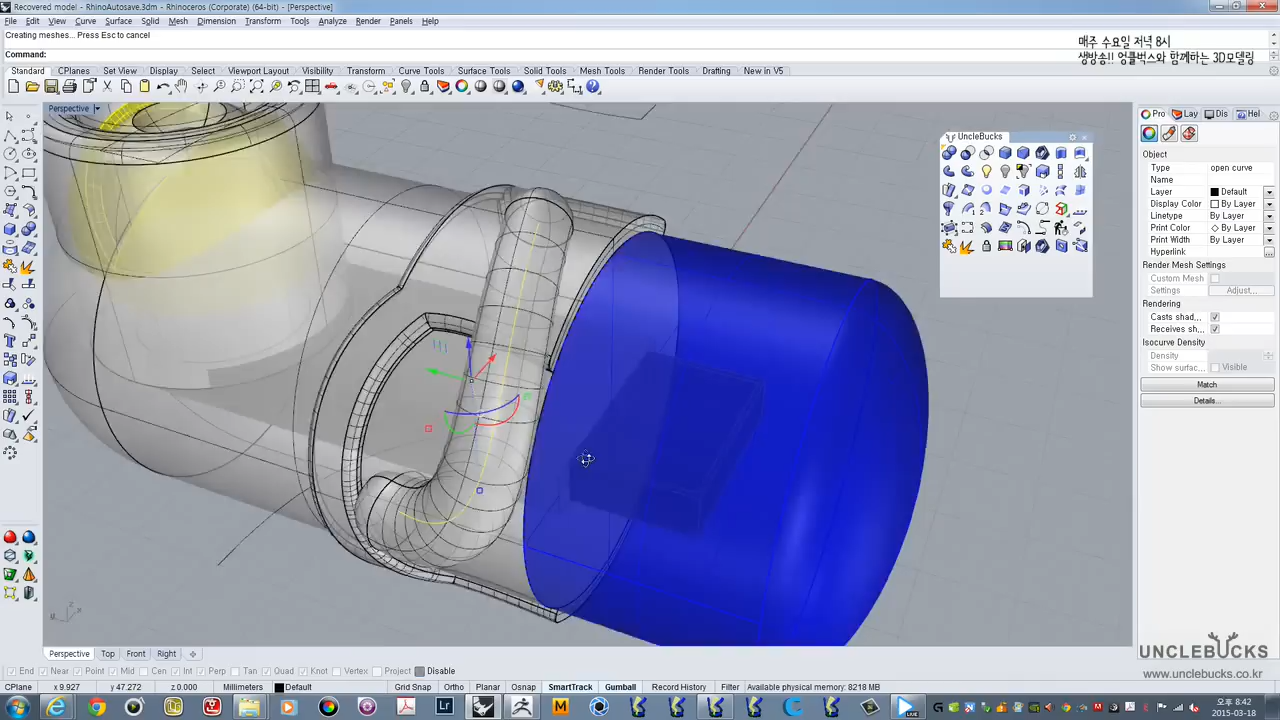 Recovered model - RhinoAutosave.3dm - Rhinoceros (Corporate) (64-bit) - [Perspective]
File Edit View Curve Surface Solid Mesh Dimension Transform Tools Analyze Render Panels Help
Creating meshes... Press Esc to cancel
Command:
매주 수요일 저녁 8시
생방송!! 엉클벅스와 함께하는 3D모델링
Standard CPlanes Set View Display Select Viewport Layout Visibility Transform Curve Tools Surface Tools Solid Tools Mesh Tools Render Tools Drafting New in V5
Perspective
UncleBucks
Pro Lay Dis Hel
Object
Type open curve
Name
Layer Default
Display Color By Layer
Linetype By Layer
Print Color By Layer
Print Width By Layer
Hyperlink
Render Mesh Settings
Custom Mesh
Settings Adjust...
Rendering
Casts shad...
Receives sh...
Isocurve Density
Density
Show surfac... Visible
Match
Details...
Perspective Top Front Right
End Near Point Mid Cen Int Perp Tan Quad Knot Vertex Project Disable
CPlane x 9.927 y 47.272 z 0.000 Millimeters Default Grid Snap Ortho Planar Osnap SmartTrack Gumball Record History Filter Available physical memory: 8218 MB
UNCLEBUCKS
www.unclebucks.co.kr
오후 8:42
2015-03-18